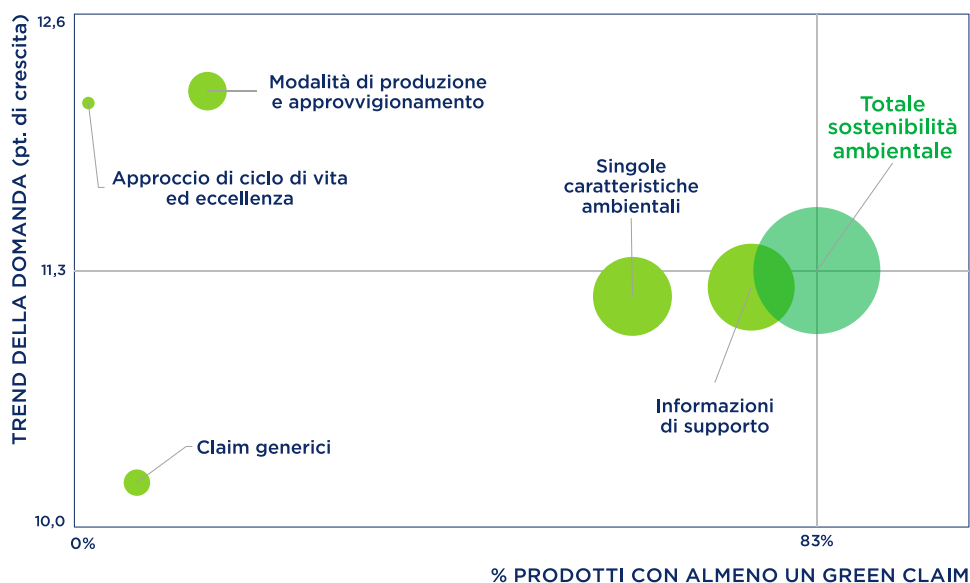 12,6
Modalità di produzione
e approvvigionamento
Totale
sostenibilità
ambientale
Approccio di ciclo di vita
ed eccellenza
Singole
caratteristiche
ambientali
TREND DELLA DOMANDA (pt. di crescita)
11,3
Informazioni
di supporto
Claim generici
10,0
0%
83%
% PRODOTTI CON ALMENO UN GREEN CLAIM